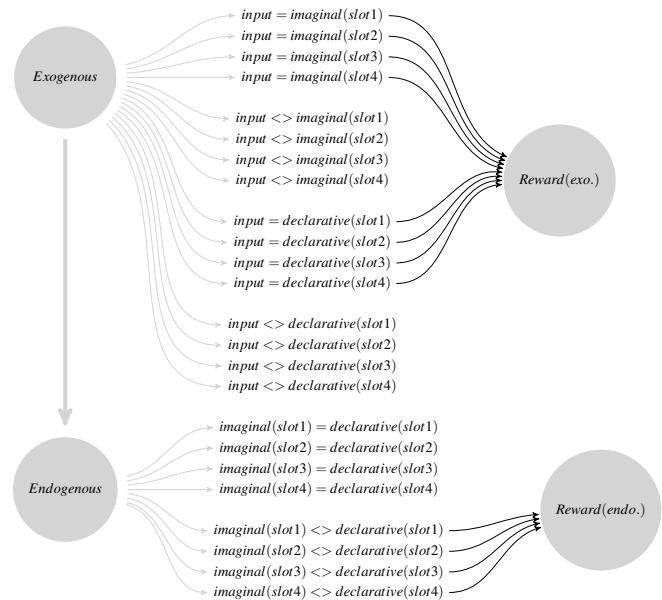 input = imaginal(slot1)
input = imaginal(slot2)
input = imaginal(slot3)
input = imaginal(slot4)
Exogenous
input <> imaginal(slot1)
input <> imaginal(slot2)
input <> imaginal(slot3)
input <> imaginal(slot4)
Reward(exo.)
input = declarative(slot1)
input = declarative(slot2)
input = declarative(slot3)
input = declarative(slot4)
input <> declarative(slot1)
input <> declarative(slot2)
input <> declarative(slot3)
input <> declarative(slot4)
imaginal(slot1) = declarative(slot1)
imaginal(slot2) = declarative(slot2)
imaginal(slot3) = declarative(slot3)
imaginal(slot4) = declarative(slot4)
Endogenous
Reward(endo.)
imaginal(slot1) <> declarative(slot1)
imaginal(slot2) <> declarative(slot2)
imaginal(slot3) <> declarative(slot3)
imaginal(slot4) <> declarative(slot4)